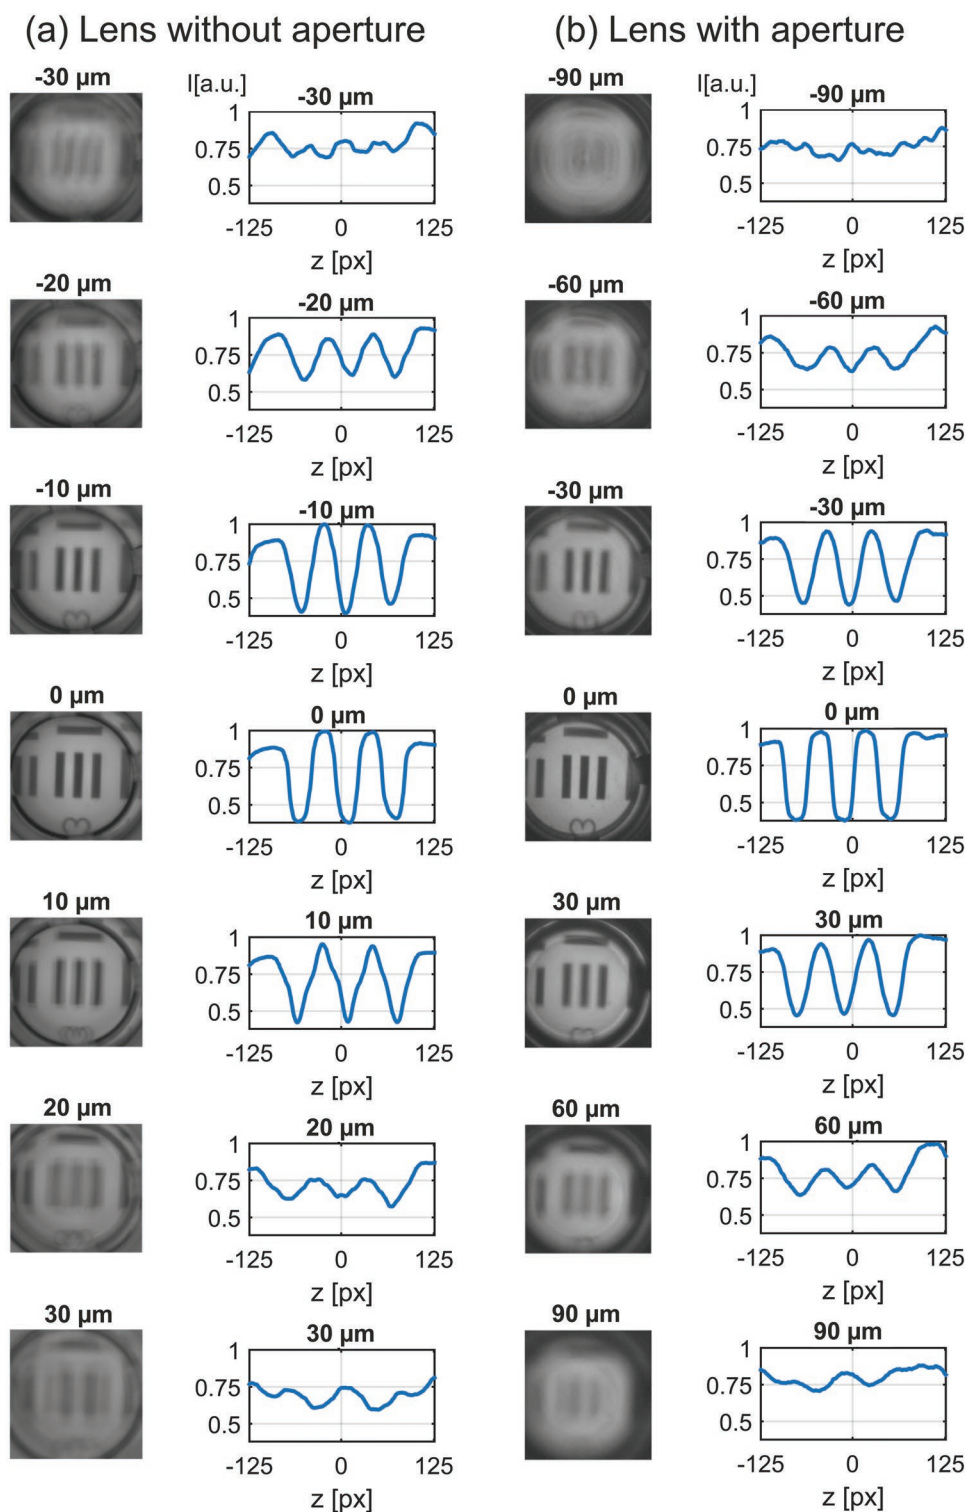 (a) Lens without aperture
(b) Lens with aperture
-30 µm
I[a.u.]
-30 µm
1
0.75
0.5
-125
0
125
z [px]
-90 µm
I[a.u.]
-90 µm
1
0.75
0.5
-125
0
125
z [px]
-20 µm
-20 µm
1
0.75
0.5
-125
0
125
z [px]
-60 µm
-60 µm
1
0.75
0.5
-125
0
125
z [px]
-10 µm
-10 µm
1
0.75
0.5
-125
0
125
z [px]
-30 µm
-30 µm
1
0.75
0.5
-125
0
125
z [px]
0 µm
0 µm
1
0.75
0.5
-125
0
125
z [px]
0 µm
0 µm
1
0.75
0.5
-125
0
125
z [px]
10 µm
10 µm
1
0.75
0.5
-125
0
125
z [px]
30 µm
30 µm
1
0.75
0.5
-125
0
125
z [px]
20 µm
20 µm
1
0.75
0.5
-125
0
125
z [px]
60 µm
60 µm
1
0.75
0.5
-125
0
125
z [px]
30 µm
30 µm
1
0.75
0.5
-125
0
125
z [px]
90 µm
90 µm
1
0.75
0.5
-125
0
125
z [px]